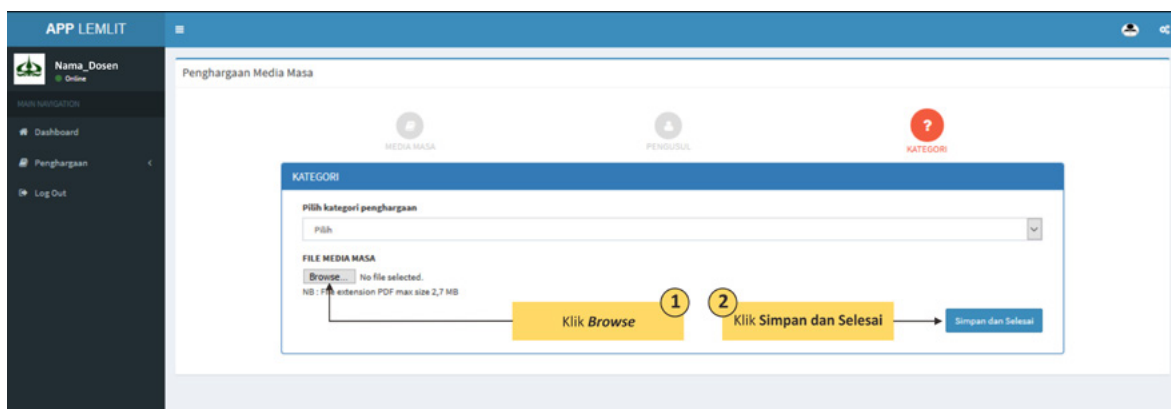 APP LEMLIT
Nama_Dosen
Online
MAIN NAVIGATION
Dashboard
Penghargaan
Log Out
Penghargaan Media Masa
MEDIA MASA
PENGUSUL
?
KATEGORI
KATEGORI
Pilih kategori penghargaan
Pilih
FILE MEDIA MASA
Browse... No file selected.
NB : File extension PDF max size 2,7 MB
1
Klik Browse
2
Klik Simpan dan Selesai
Simpan dan Selesai